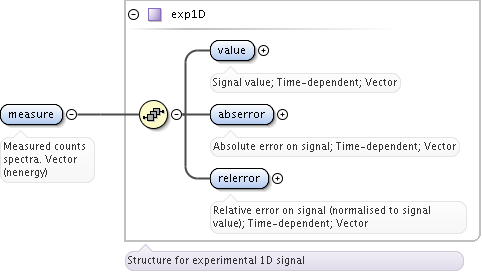 exp1D
value
Signal value; Time-dependent; Vector
measure
Measured counts
spectra. Vector
(nenergy)
abserror
Absolute error on signal; Time-dependent; Vector
relerror
Relative error on signal (normalised to signal
value); Time-dependent; Vector
Structure for experimental 1D signal